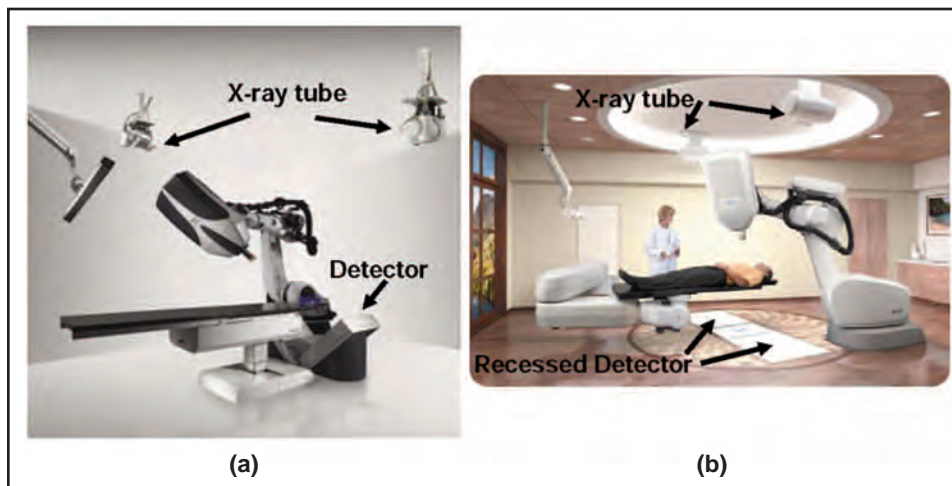 X-ray tube
Detector
(a)
X-ray tube
Recessed Detector
(b)